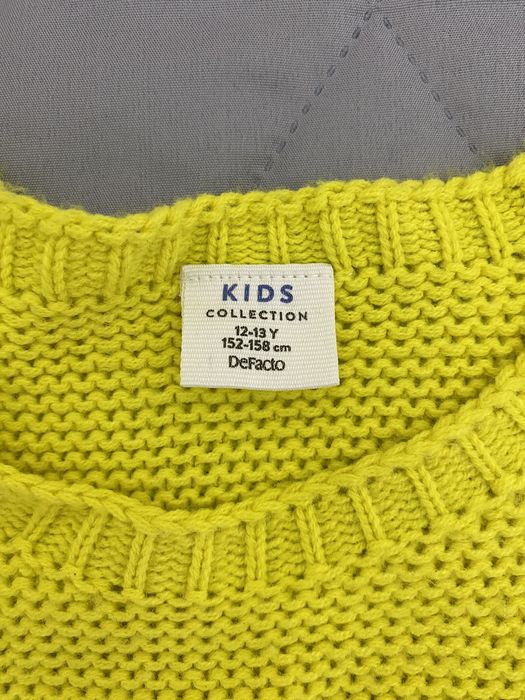 KIDS
COLLECTION
12-13 Y
152-158 cm
DeFacto